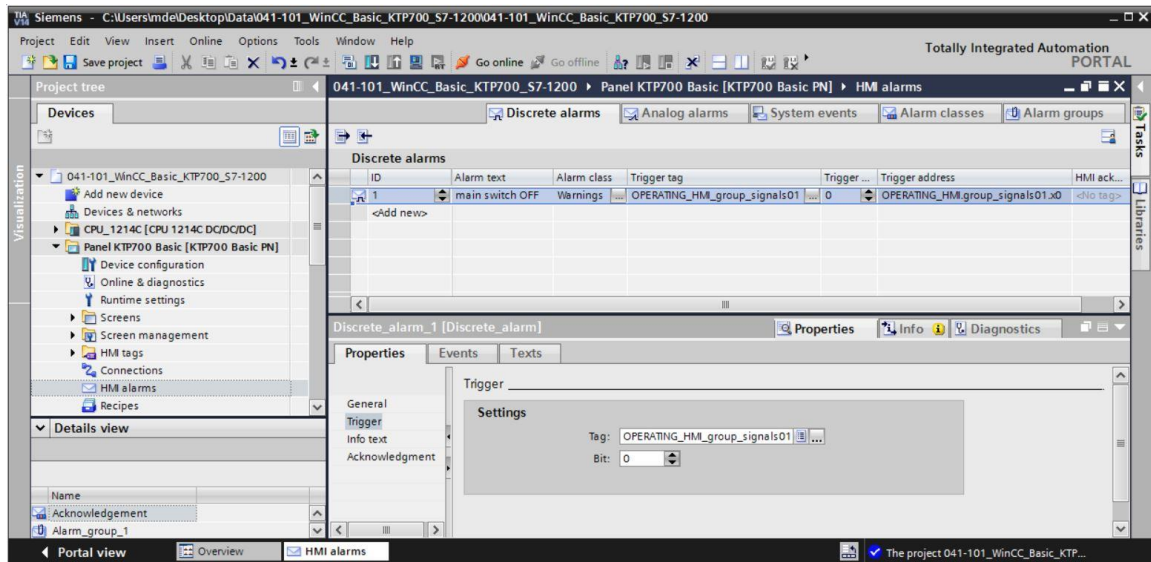 TIA V14 Siemens - C:\Users\mde\Desktop\Data\041-101_WinCC_Basic_KTP700_S7-1200\041-101_WinCC_Basic_KTP700_S7-1200
Project Edit View Insert Online Options Tools Window Help
Totally Integrated Automation
PORTAL
Save project Go online Go offline
Project tree
041-101_WinCC_Basic_KTP700_S7-1200 Panel KTP700 Basic [KTP700 Basic PN] HMI alarms
Devices
Discrete alarms Analog alarms System events Alarm classes Alarm groups
Visualization
Tasks
Libraries
041-101_WinCC_Basic_KTP700_S7-1200
Add new device
Devices & networks
CPU_1214C [CPU 1214C DC/DC/DC]
Panel KTP700 Basic [KTP700 Basic PN]
Device configuration
Online & diagnostics
Runtime settings
Screens
Screen management
HMI tags
Connections
HMI alarms
Recipes
Discrete alarms
ID Alarm text Alarm class Trigger tag Trigger ... Trigger address HMI ack...
1 main switch OFF Warnings ... OPERATING_HMI_group_signals01 ... 0 OPERATING_HMI.group_signals01.x0 <No tag>
<Add new>
Discrete_alarm_1 [Discrete_alarm]
Properties Info Diagnostics
Properties Events Texts
General
Trigger
Info text
Acknowledgment
Trigger
Settings
Tag: OPERATING_HMI_group_signals01 ...
Bit: 0
Details view
Name
Acknowledgement
Alarm_group_1
Portal view Overview HMI alarms The project 041-101_WinCC_Basic_KTP...